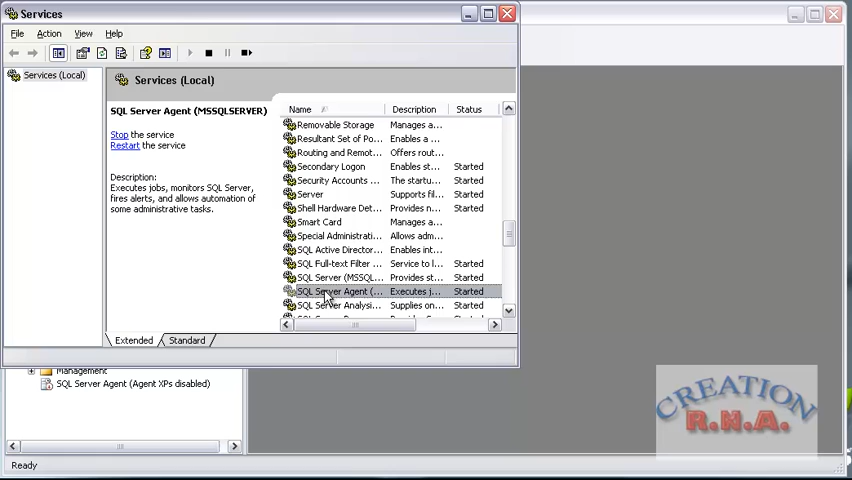 Services
File Action View Help
Services (Local)
Services (Local)
SQL Server Agent (MSSQLSERVER)
Stop the service
Restart the service
Description:
Executes jobs, monitors SQL Server,
fires alerts, and allows automation of
some administrative tasks.
Name Description Status
Removable Storage Manages a...
Resultant Set of Po... Enables a ...
Routing and Remot... Offers rout...
Secondary Logon Enables st... Started
Security Accounts ... The startu... Started
Server Supports fil... Started
Shell Hardware Det... Provides n... Started
Smart Card Manages a...
Special Administrati... Allows adm...
SQL Active Director... Enables int...
SQL Full-text Filter ... Service to l... Started
SQL Server (MSSQL... Provides st... Started
SQL Server Agent (... Executes j... Started
SQL Server Analysi... Supplies on... Started
Extended Standard
Management
SQL Server Agent (Agent XPs disabled)
Ready
CREATION
R.N.A.